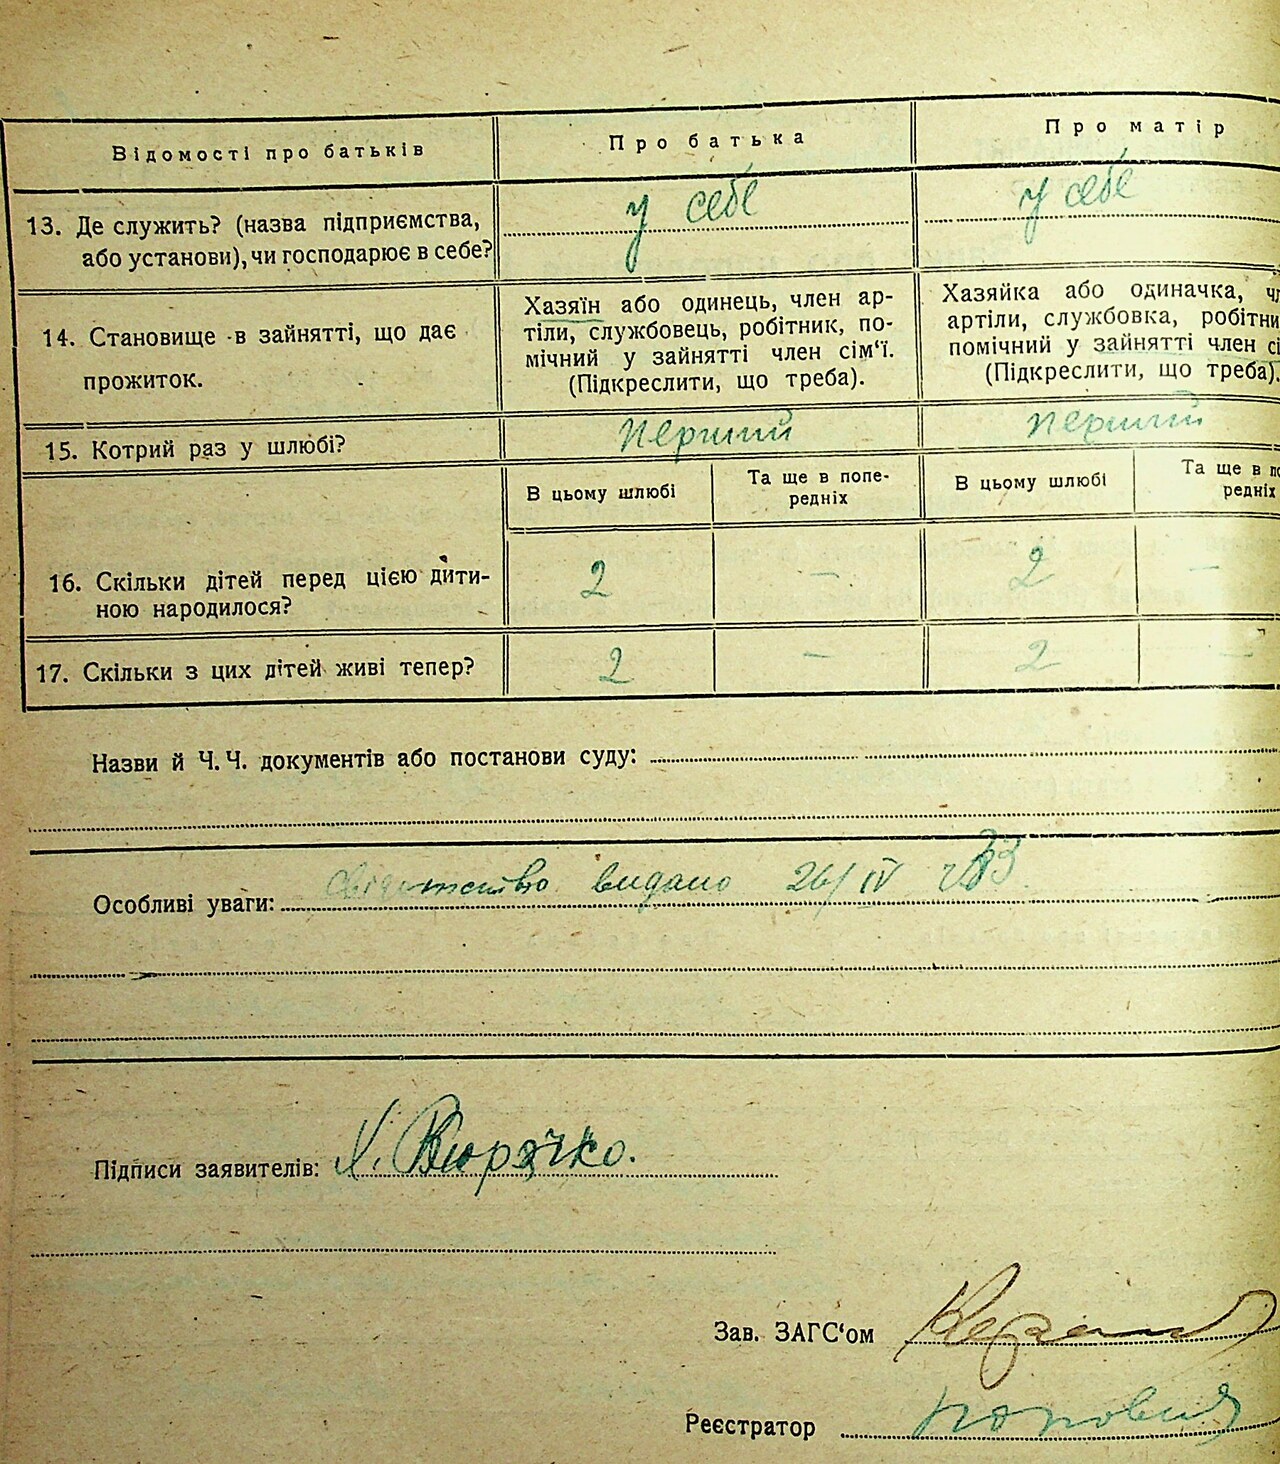 Відомості про батьків
Про батька
Про матір
13. Де служить? (назва підприємства,
або установи), чи господарює в себе?
у себе
у себе
14. Становище в зайнятті, що дає
прожиток.
Хазяїн або одинець, член ар-
тіли, службовець, робітник, по-
мічний у зайнятті член сім‘ї.
(Підкреслити, що треба).
Хазяйка або одиначка,
артіли, службовка,
помічний у зайнятті член
(Підкреслити, що треба).
15. Котрий раз у шлюбі?
перший
перший
В цьому шлюбі
Та ще в попе-
редніх
В цьому шлюбі
Та ще в
редніх
16. Скільки дітей перед цією дити-
ною народилося?
2 — 2 —
17. Скільки з цих дітей живі тепер?
2 — 2 —
Назви й Ч. Ч. документів або постанови суду:
Особливі уваги: видано 26/IV
Підписи заявителів: Х.
Зав. ЗАГС‘ом
Реєстратор